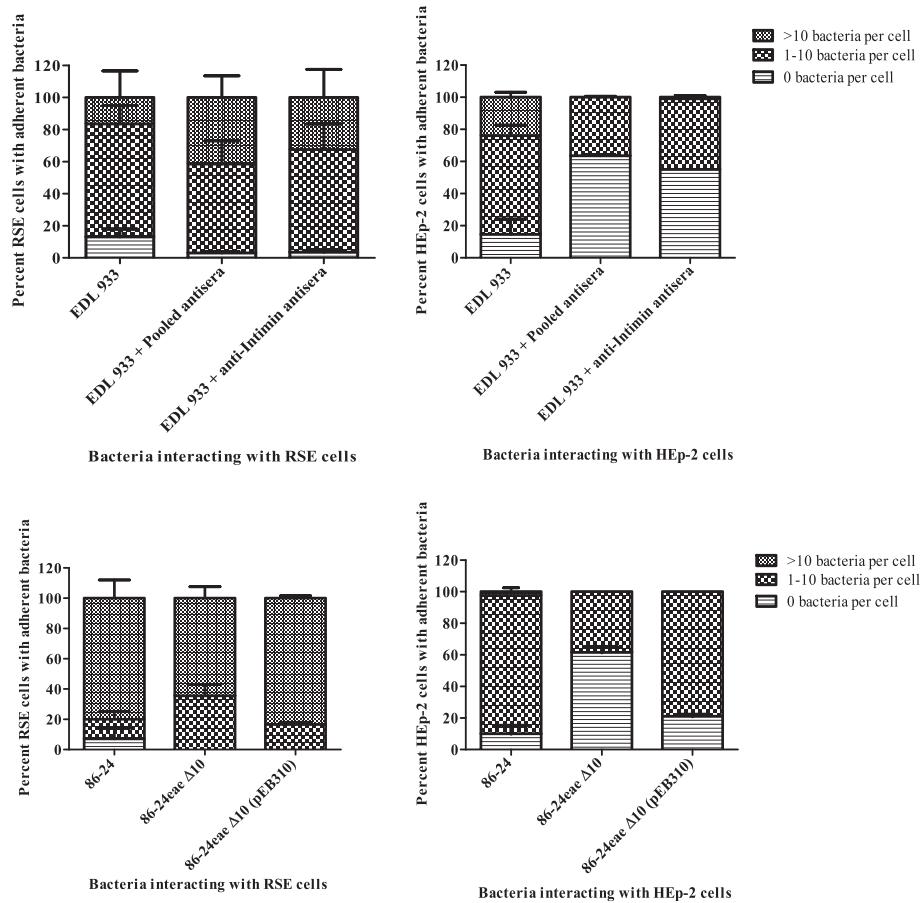 >10 bacteria per cell
1-10 bacteria per cell
0 bacteria per cell
Percent RSE cells with adherent bacteria
120
100
80
60
40
20
0
EDL 933
EDL 933 + Pooled antisera
EDL 933 + anti-Intimin antisera
Bacteria interacting with RSE cells
Percent HEp-2 cells with adherent bacteria
120
100
80
60
40
20
0
EDL 933
EDL 933 + Pooled antisera
EDL 933 + anti-Intimin antisera
Bacteria interacting with HEp-2 cells
Percent RSE cells with adherent bacteria
120
100
80
60
40
20
0
86-24
86-24eae Δ10
86-24eae Δ10 (pEB310)
Bacteria interacting with RSE cells
Percent HEp-2 cells with adherent bacteria
120
100
80
60
40
20
0
86-24
86-24eae Δ10
86-24eae Δ10 (pEB310)
Bacteria interacting with HEp-2 cells
>10 bacteria per cell
1-10 bacteria per cell
0 bacteria per cell